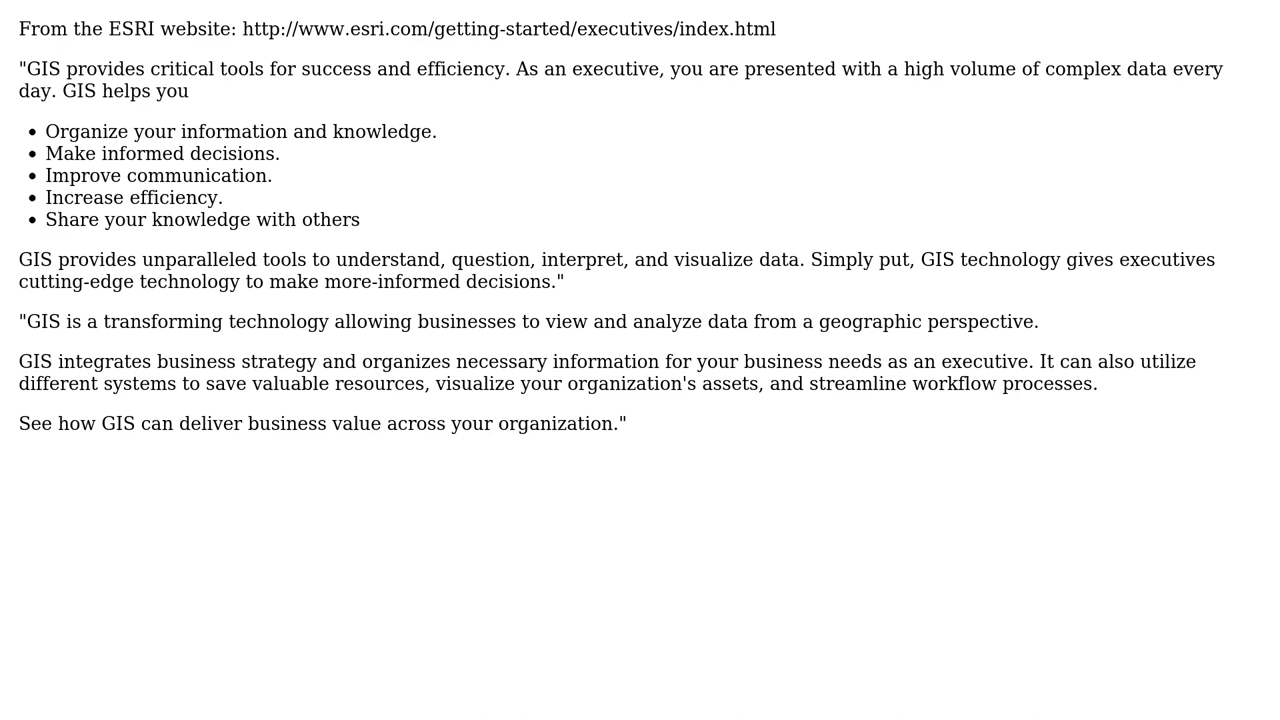 From the ESRI website: http://www.esri.com/getting-started/executives/index.html
"GIS provides critical tools for success and efficiency. As an executive, you are presented with a high volume of complex data every
day. GIS helps you
• Organize your information and knowledge.
• Make informed decisions.
• Improve communication.
• Increase efficiency.
• Share your knowledge with others
GIS provides unparalleled tools to understand, question, interpret, and visualize data. Simply put, GIS technology gives executives
cutting-edge technology to make more-informed decisions."
"GIS is a transforming technology allowing businesses to view and analyze data from a geographic perspective.
GIS integrates business strategy and organizes necessary information for your business needs as an executive. It can also utilize
different systems to save valuable resources, visualize your organization's assets, and streamline workflow processes.
See how GIS can deliver business value across your organization."